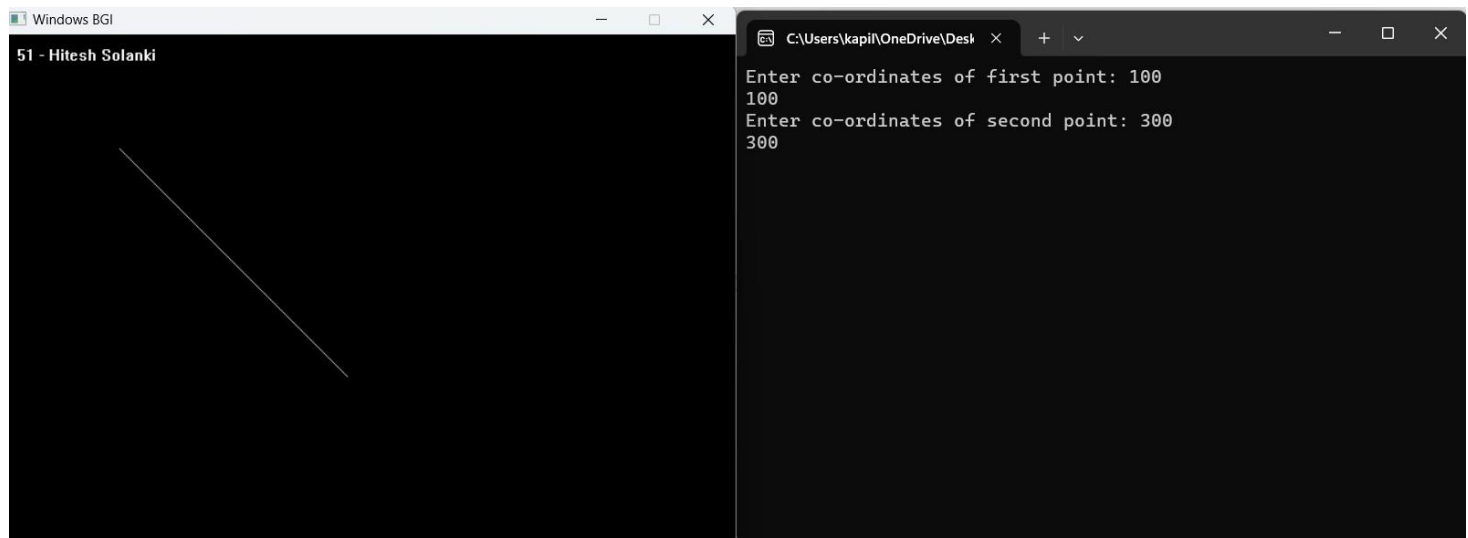 Windows BGI
51 - Hitesh Solanki
C:\Users\kapil\OneDrive\Desk
Enter co-ordinates of first point: 100
100
Enter co-ordinates of second point: 300
300